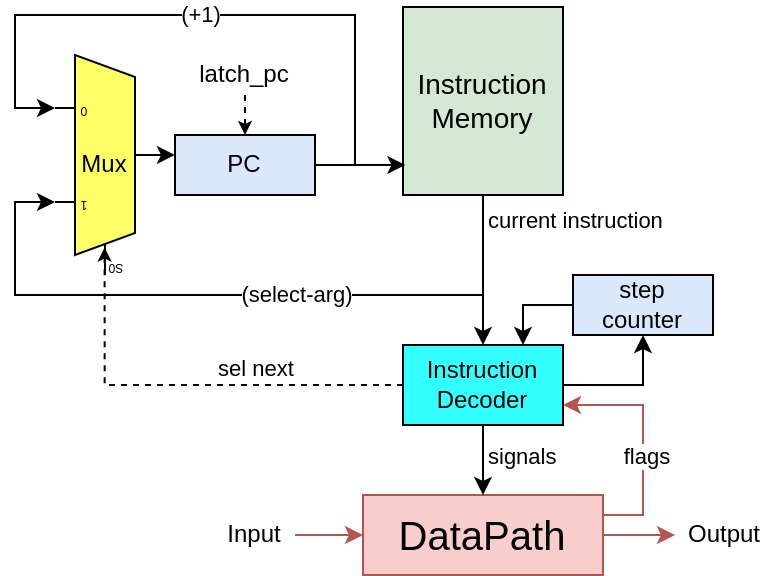 (+1)
latch_pc
Instruction
Memory
0
Mux
PC
1
S0
current instruction
(select-arg)
step
counter
sel next
Instruction
Decoder
signals
flags
Input
DataPath
Output